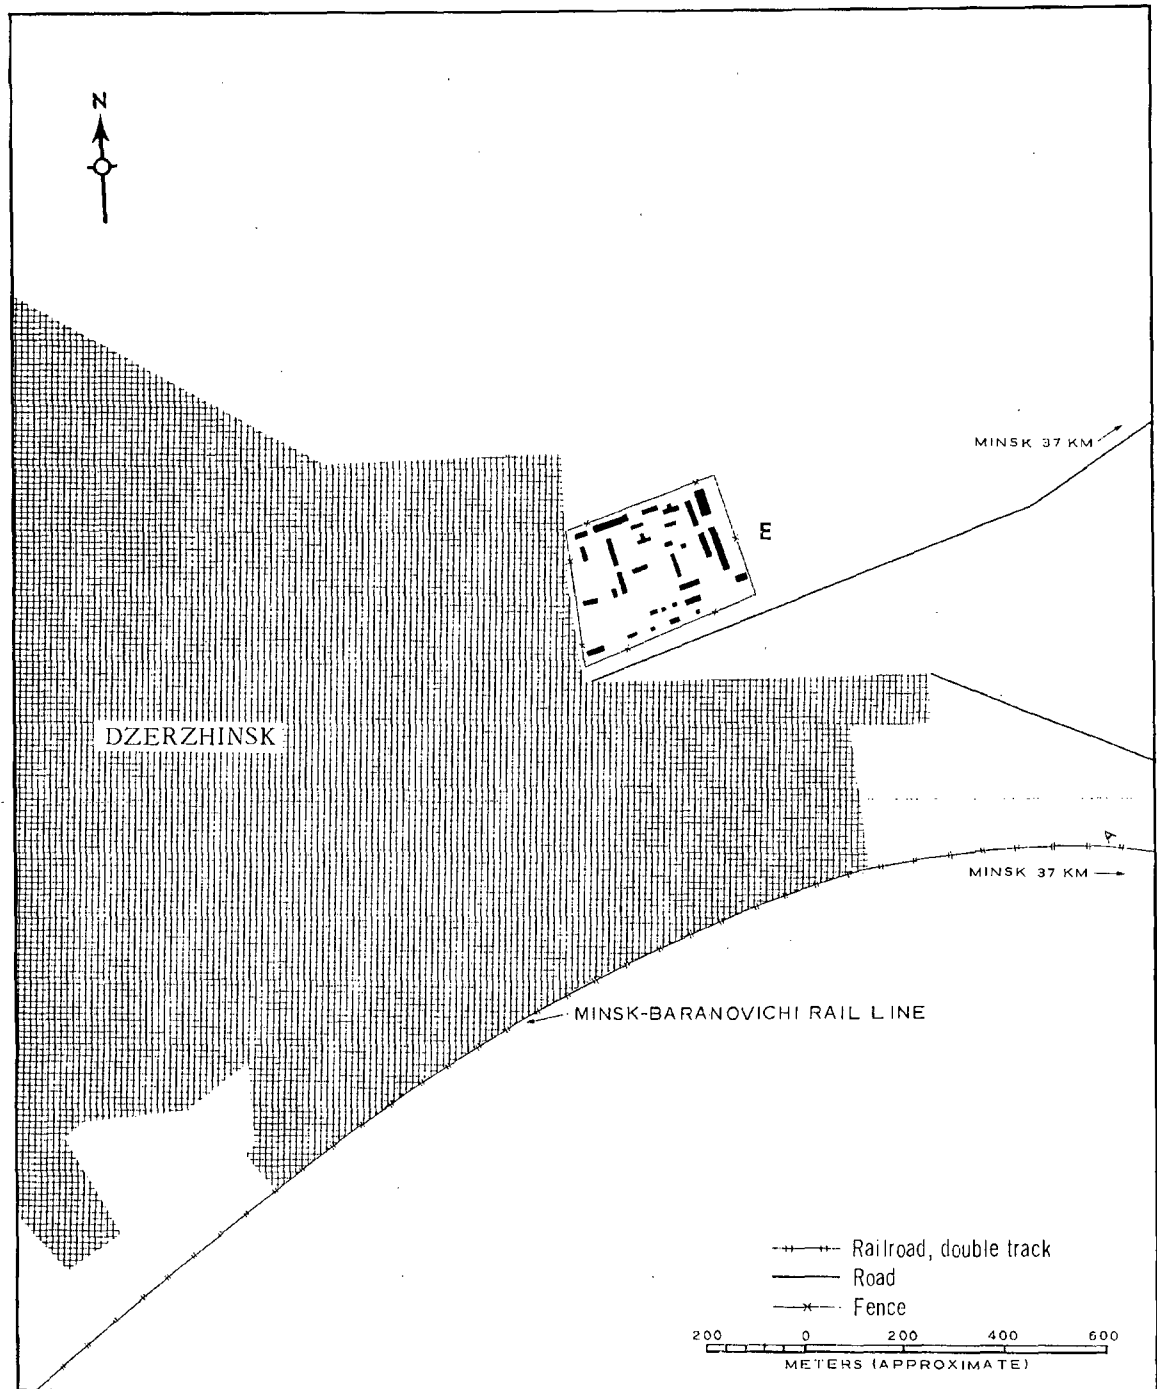 N
MINSK 37 KM
E
DZERZHINSK
A
MINSK 37 KM
MINSK-BARANOVICHI RAIL LINE
Railroad, double track
Road
Fence
200 0 200 400 600
METERS (APPROXIMATE)